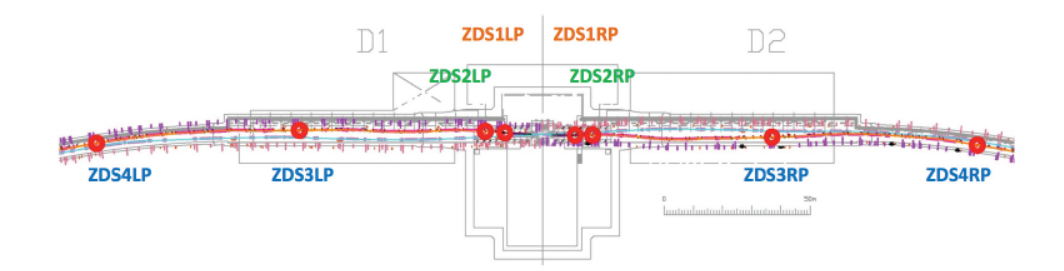 D1
ZDS1LP
ZDS1RP
D2
ZDS2LP
ZDS2RP
ZDS4LP
ZDS3LP
ZDS3RP
ZDS4RP
0
50m